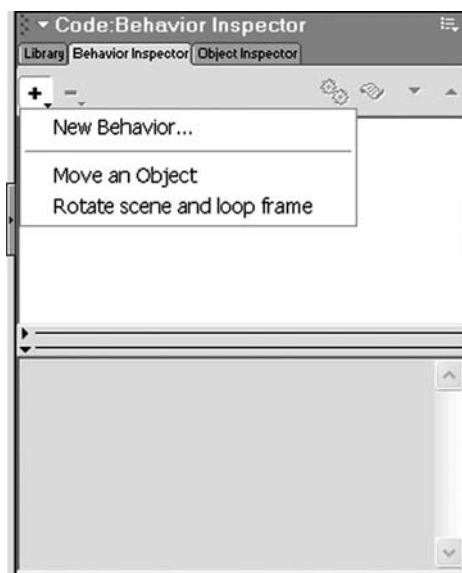 Code:Behavior Inspector
Library Behavior Inspector Object Inspector
New Behavior...
Move an Object
Rotate scene and loop frame